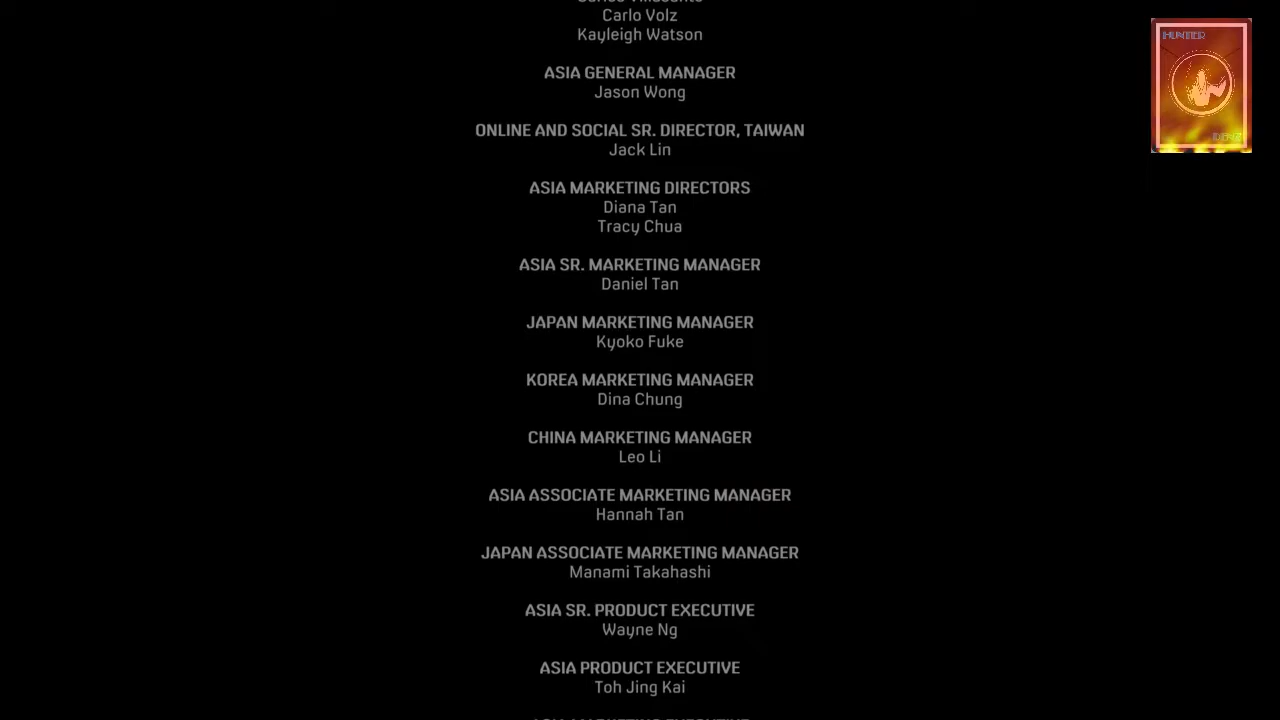 Carlo Volz
Kayleigh Watson
ASIA GENERAL MANAGER
Jason Wong
ONLINE AND SOCIAL SR. DIRECTOR, TAIWAN
Jack Lin
ASIA MARKETING DIRECTORS
Diana Tan
Tracy Chua
ASIA SR. MARKETING MANAGER
Daniel Tan
JAPAN MARKETING MANAGER
Kyoko Fuke
KOREA MARKETING MANAGER
Dina Chung
CHINA MARKETING MANAGER
Leo Li
ASIA ASSOCIATE MARKETING MANAGER
Hannah Tan
JAPAN ASSOCIATE MARKETING MANAGER
Manami Takahashi
ASIA SR. PRODUCT EXECUTIVE
Wayne Ng
ASIA PRODUCT EXECUTIVE
Toh Jing Kai
HUNTER